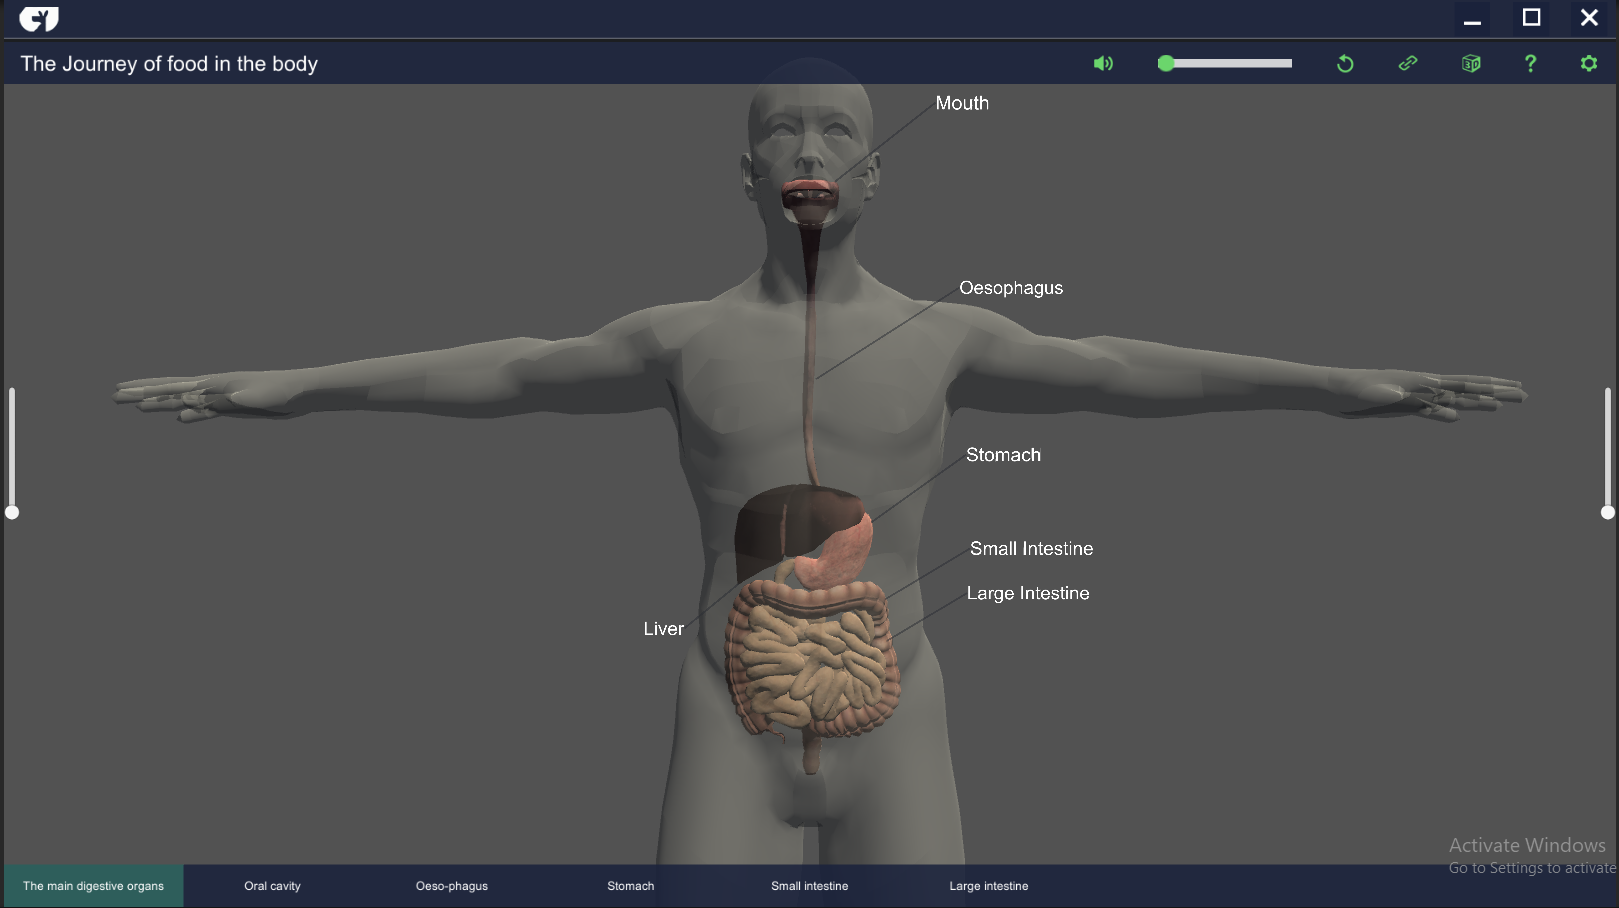 The Journey of food in the body
Mouth
Oesophagus
Stomach
Small Intestine
Large Intestine
Liver
Activate Windows
Go to Settings to activate
The main digestive organs
Oral cavity
Oeso-phagus
Stomach
Small intestine
Large intestine